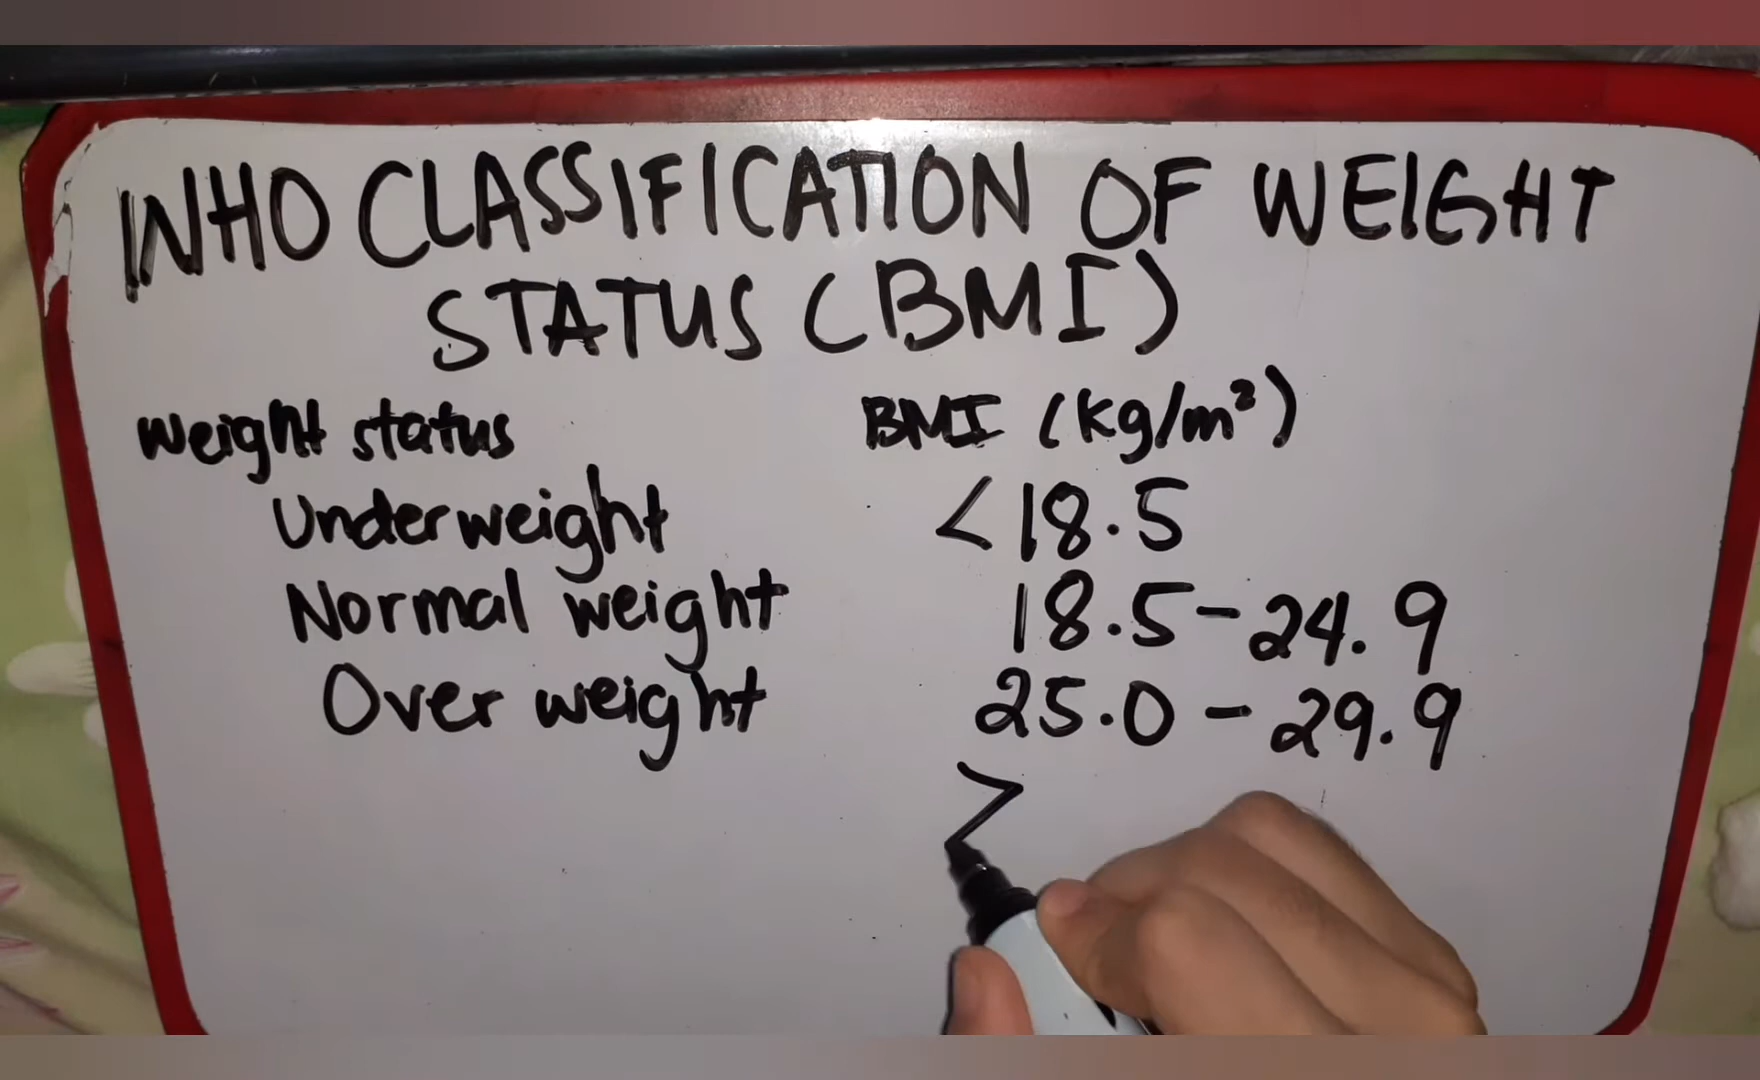 WHO CLASSIFICATION OF WEIGHT
STATUS (BMI)
Weight status BMI (kg/m²)
Underweight <18.5
Normal weight 18.5-24.9
Over weight 25.0-29.9
>